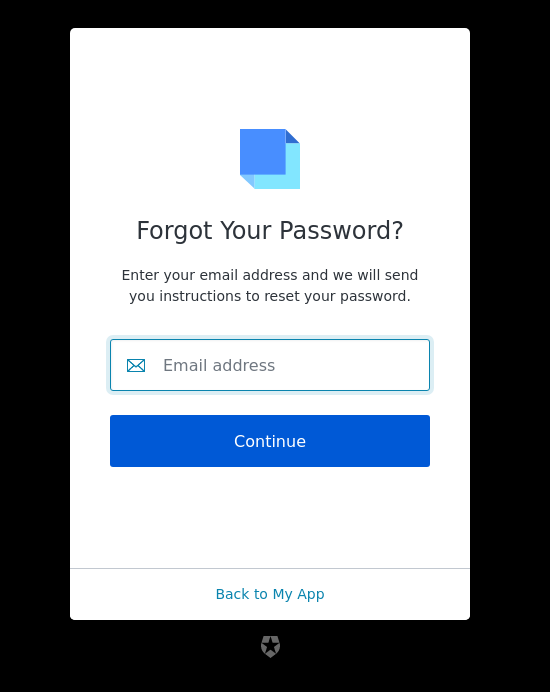 Forgot Your Password?
Enter your email address and we will send
you instructions to reset your password.
Email address
Continue
Back to My App